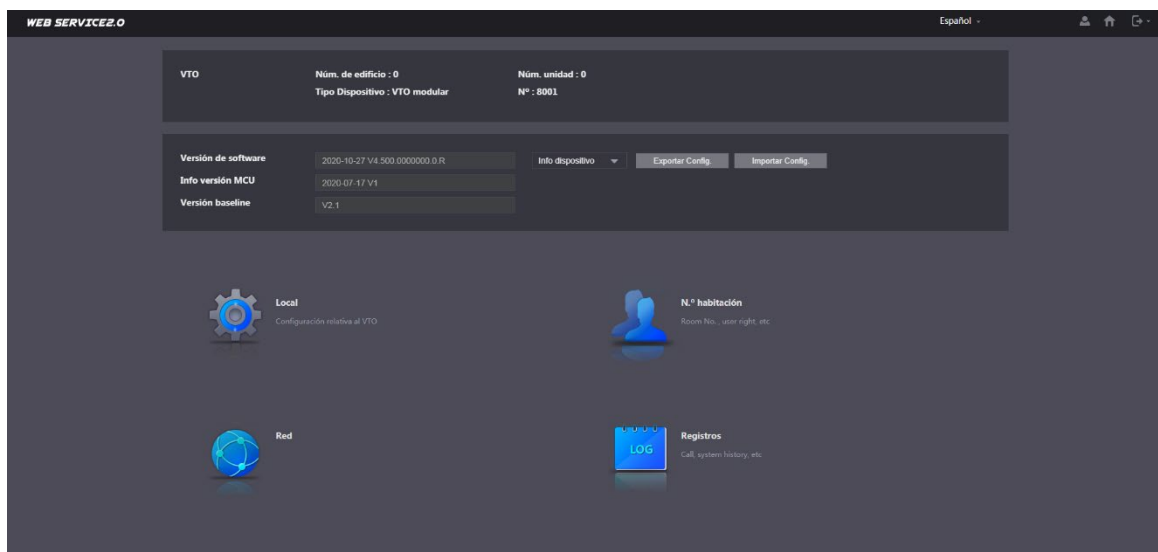 WEB SERVICE2.0 Español
VTO Núm. de edificio : 0 Núm. unidad : 0
Tipo Dispositivo : VTO modular Nº : 8001
Versión de software 2020-10-27 V4.500.0000000.0.R Info dispositivo Exportar Config. Importar Config.
Info versión MCU 2020-07-17 V1
Versión baseline V2.1
Local
Configuración relativa al VTO
N.º habitación
Room No. , user right, etc
Red
LOG
Registros
Call, system history, etc